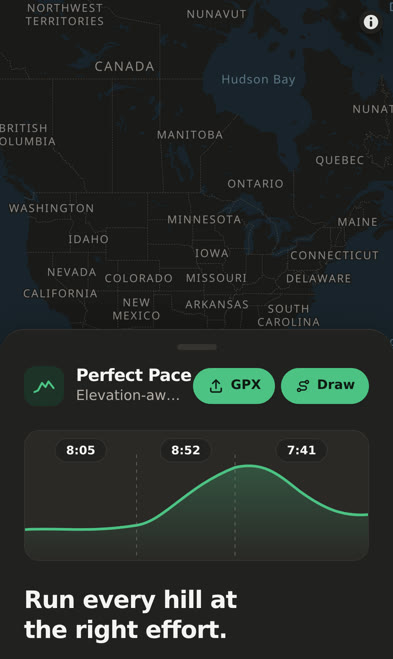 NORTHWEST
TERRITORIES
NUNAVUT
CANADA
Hudson Bay
NUNAT
BRITISH
OLUMBIA
MANITOBA
QUEBEC
ONTARIO
WASHINGTON
MINNESOTA
MAINE
IDAHO
IOWA
CONNECTICUT
NEVADA
COLORADO
MISSOURI
DELAWARE
CALIFORNIA
NEW
MEXICO
ARKANSAS
SOUTH
CAROLINA
Perfect Pace
Elevation-aw...
GPX
Draw
8:05
8:52
7:41
Run every hill at
the right effort.